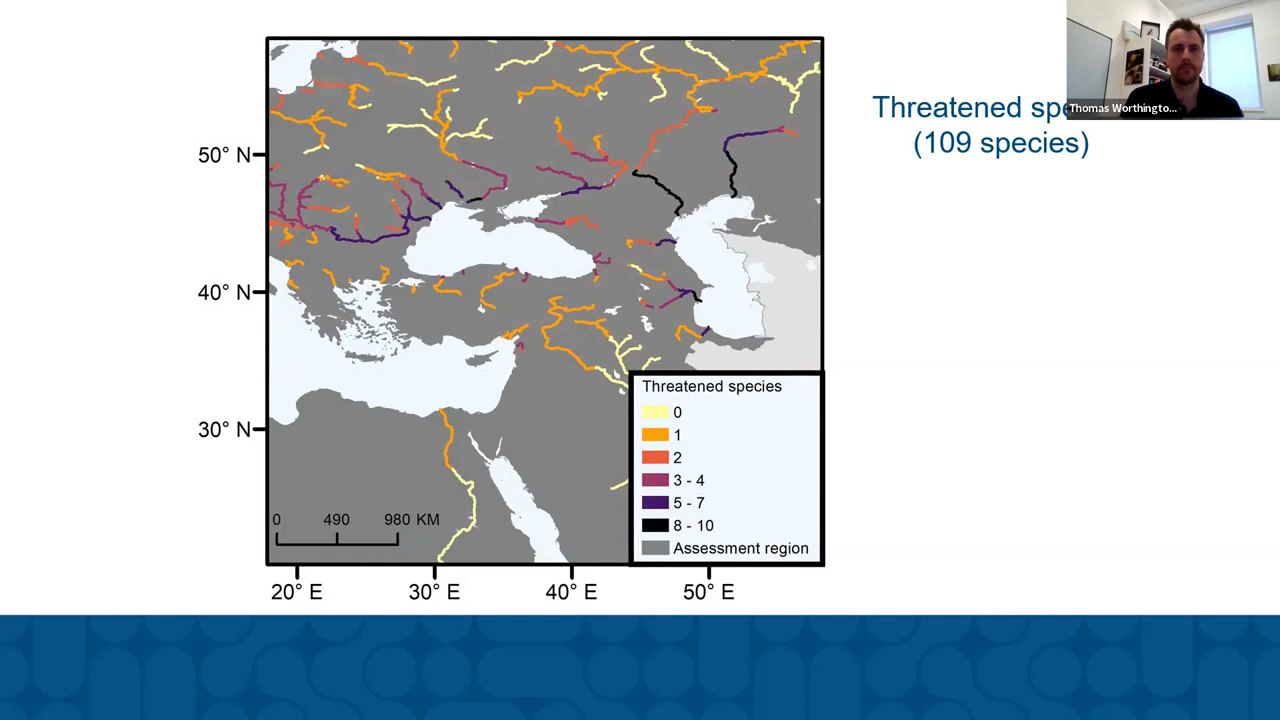 Threatened
(109 species)
Thomas Worthingto...
50° N
40° N
30° N
Threatened species
0
1
2
3 - 4
5 - 7
8 - 10
Assessment region
0 490 980 KM
20° E 30° E 40° E 50° E